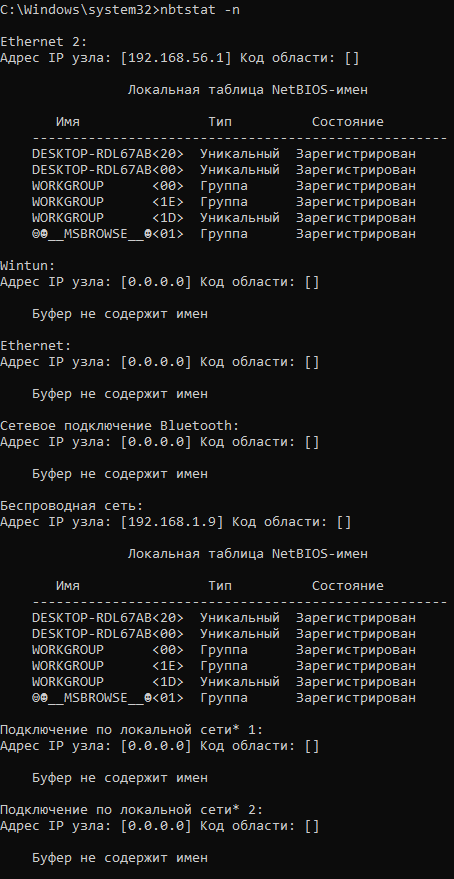 C:\Windows\system32>nbtstat -n
Ethernet 2:
Адрес IP узла: [192.168.56.1] Код области: []
Локальная таблица NetBIOS-имен
Имя Тип Состояние
----------------------------------------------------
DESKTOP-RDL67AB<20> Уникальный Зарегистрирован
DESKTOP-RDL67AB<00> Уникальный Зарегистрирован
WORKGROUP <00> Группа Зарегистрирован
WORKGROUP <1E> Группа Зарегистрирован
WORKGROUP <1D> Уникальный Зарегистрирован
☺☻__MSBROWSE__☻<01> Группа Зарегистрирован
Wintun:
Адрес IP узла: [0.0.0.0] Код области: []
Буфер не содержит имен
Ethernet:
Адрес IP узла: [0.0.0.0] Код области: []
Буфер не содержит имен
Сетевое подключение Bluetooth:
Адрес IP узла: [0.0.0.0] Код области: []
Буфер не содержит имен
Беспроводная сеть:
Адрес IP узла: [192.168.1.9] Код области: []
Локальная таблица NetBIOS-имен
Имя Тип Состояние
----------------------------------------------------
DESKTOP-RDL67AB<20> Уникальный Зарегистрирован
DESKTOP-RDL67AB<00> Уникальный Зарегистрирован
WORKGROUP <00> Группа Зарегистрирован
WORKGROUP <1E> Группа Зарегистрирован
WORKGROUP <1D> Уникальный Зарегистрирован
☺☻__MSBROWSE__☻<01> Группа Зарегистрирован
Подключение по локальной сети* 1:
Адрес IP узла: [0.0.0.0] Код области: []
Буфер не содержит имен
Подключение по локальной сети* 2:
Адрес IP узла: [0.0.0.0] Код области: []
Буфер не содержит имен